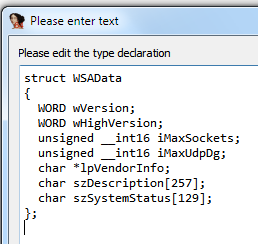 Please enter text
Please edit the type declaration
struct WSAData
{
  WORD wVersion;
  WORD wHighVersion;
  unsigned __int16 iMaxSockets;
  unsigned __int16 iMaxUdpDg;
  char *lpVendorInfo;
  char szDescription[257];
  char szSystemStatus[129];
};